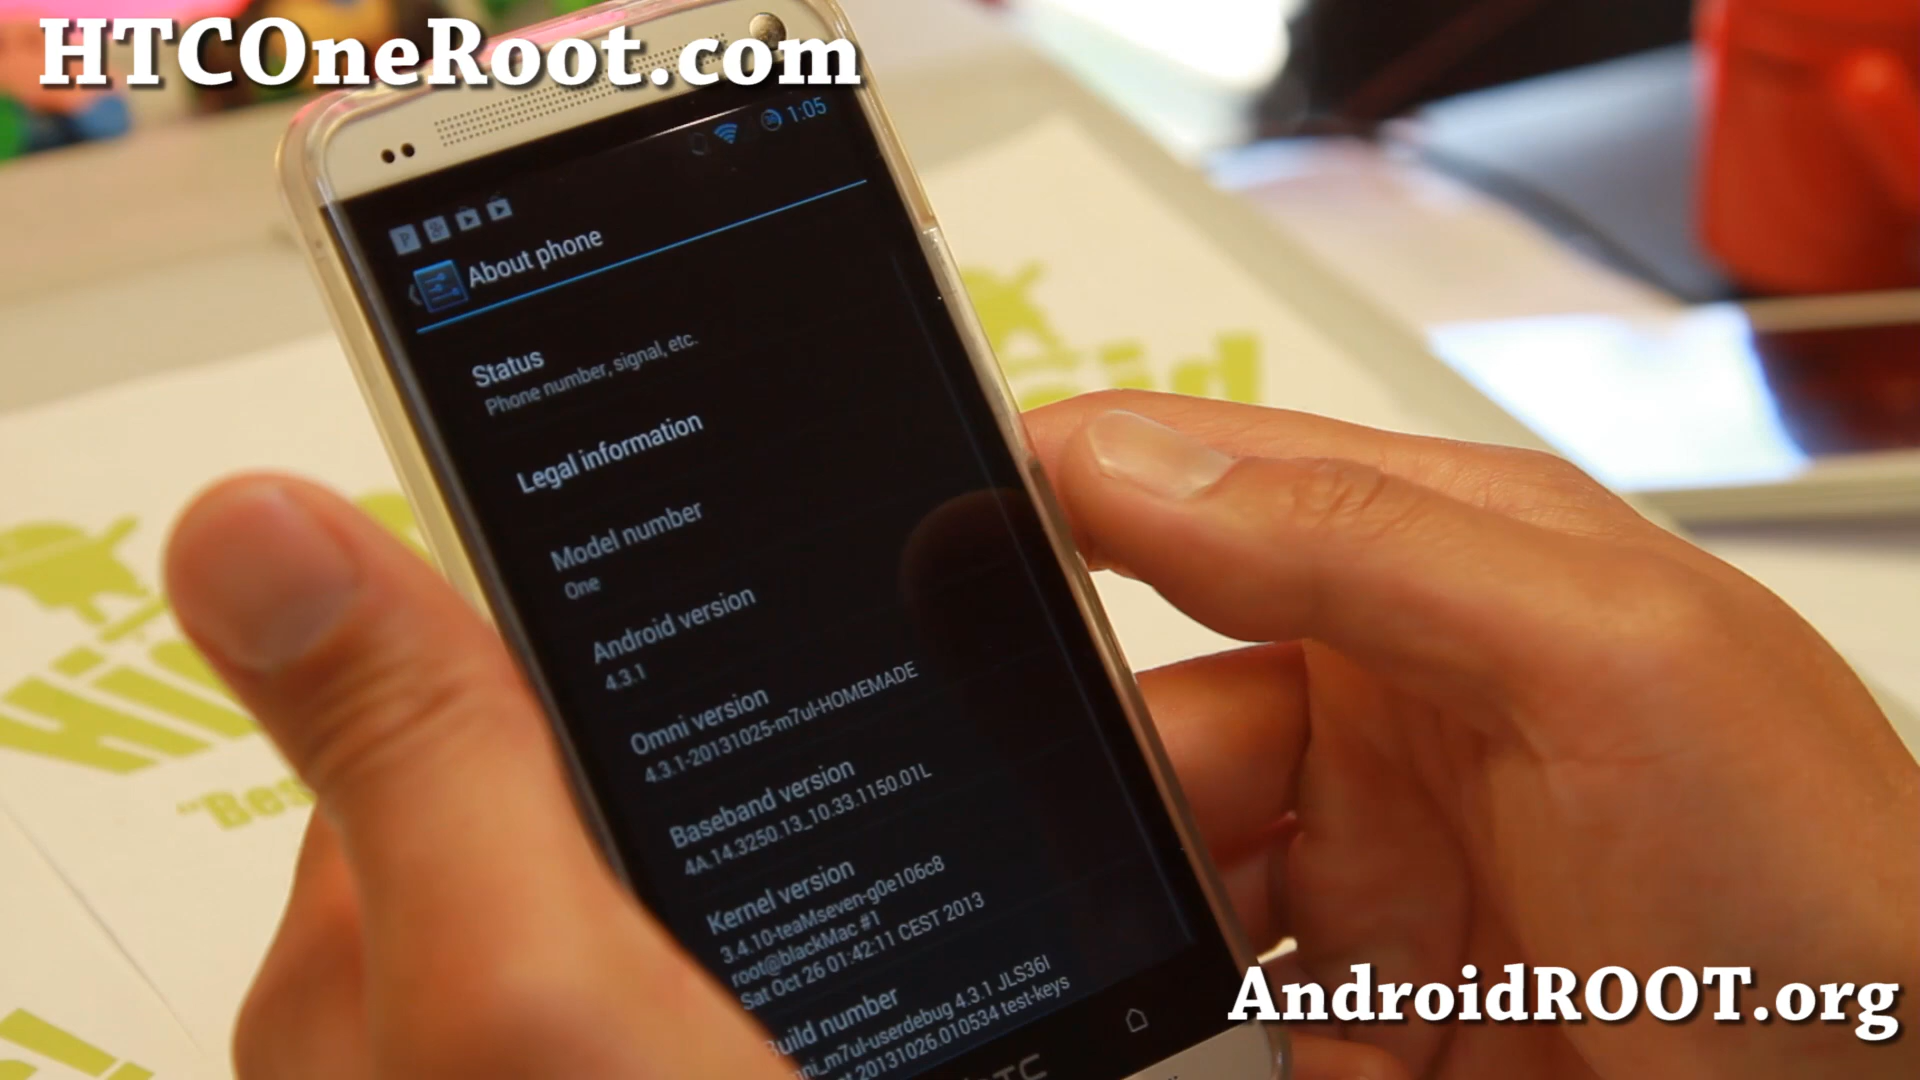 HTCOneRoot.com
1:05
About phone
Status
Phone number, signal, etc.
Legal information
Model number
One
Android version
4.3.1
Omni version
4.3.1-20131025-m7ul-HOMEMADE
Baseband version
4A.14.3250.13_10.33.1150.01L
Kernel version
3.4.10-teaMseven-g0e106c8
root@blackMac #1
Sat Oct 26 01:42:11 CEST 2013
Build number
omni_m7ul-userdebug 4.3.1 JLS36I
20131026.010534 test-keys
AndroidROOT.org